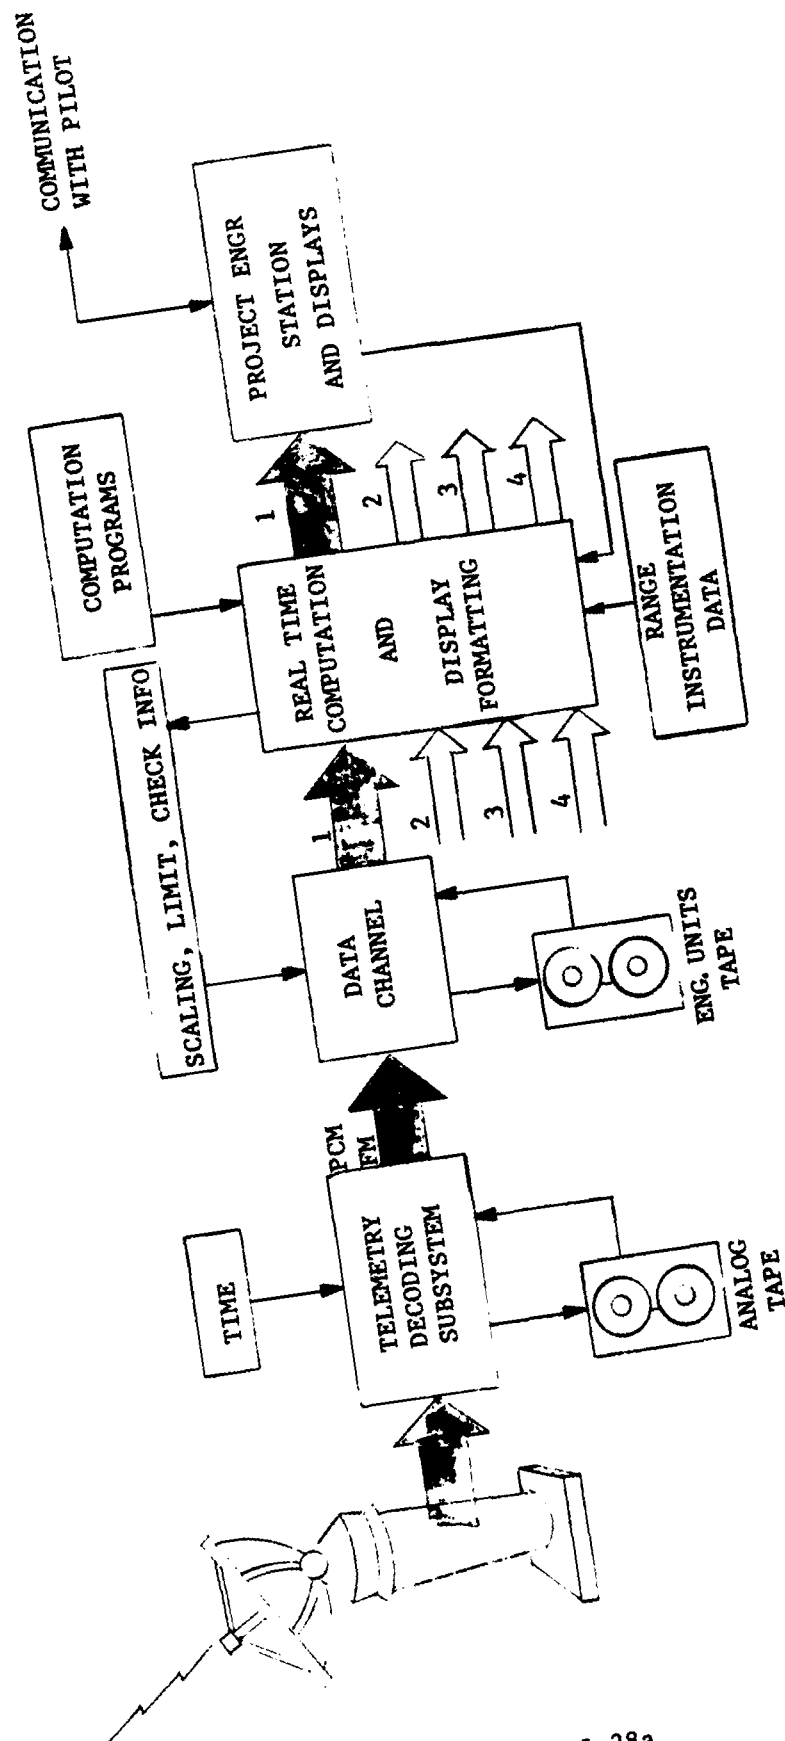 COMMUNICATION
WITH PILOT
PROJECT ENGR
STATION
AND DISPLAYS
COMPUTATION
PROGRAMS
1
2
3
4
REAL TIME
COMPUTATION
AND
DISPLAY
FORMATTING
RANGE
INSTRUMENTATION
DATA
SCALING, LIMIT, CHECK INFO
1
2
3
4
DATA
CHANNEL
ENG. UNITS
TAPE
PCM
FM
TIME
TELEMETRY
DECODING
SUBSYSTEM
ANALOG
TAPE